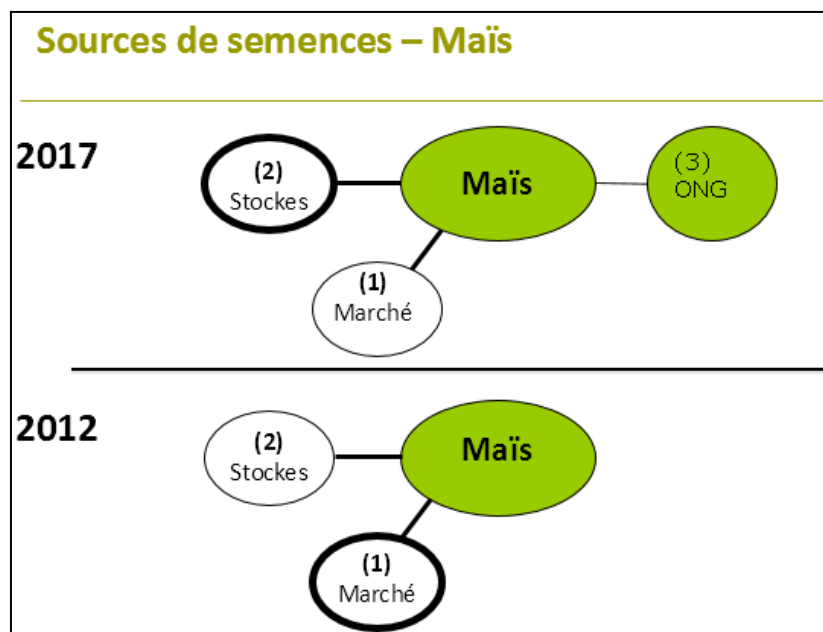 Sources de semences – Maïs
2017
(2)
Stockes
Maïs
(3)
ONG
(1)
Marché
2012
(2)
Stockes
Maïs
(1)
Marché